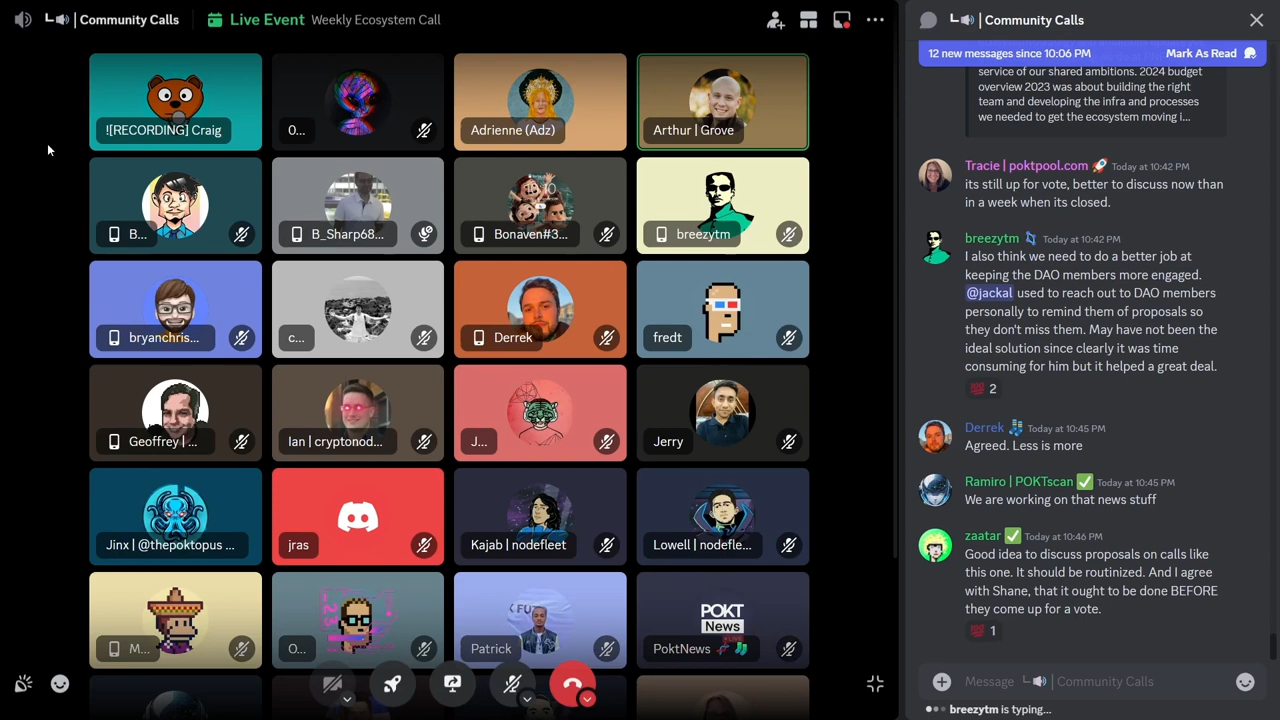 Community Calls
Live Event Weekly Ecosystem Call
![RECORDING] Craig
O...
Adrienne (Adz)
Arthur | Grove
B...
B_Sharp68...
Bonaven#3...
breezytm
bryanchris...
c...
Derrek
fredt
Geoffrey | ...
Ian | cryptonod...
J...
Jerry
Jinx | @thepoktopus ...
jras
Kajab | nodefleet
Lowell | nodefle...
M...
O...
Patrick
POKT
News
PoktNews
Community Calls
12 new messages since 10:06 PM Mark As Read
service of our shared ambitions. 2024 budget
overview 2023 was about building the right
team and developing the infra and processes
we needed to get the ecosystem moving i...
Tracie | poktpool.com 🚀 Today at 10:42 PM
its still up for vote, better to discuss now than
in a week when its closed.
breezytm Today at 10:42 PM
I also think we need to do a better job at
keeping the DAO members more engaged.
@jackal used to reach out to DAO members
personally to remind them of proposals so
they don't miss them. May have not been the
ideal solution since clearly it was time
consuming for him but it helped a great deal.
💯 2
Derrek 🧦 Today at 10:45 PM
Agreed. Less is more
Ramiro | POKTscan ✅ Today at 10:45 PM
We are working on that news stuff
zaatar ✅ Today at 10:46 PM
Good idea to discuss proposals on calls like
this one. It should be routinized. And I agree
with Shane, that it ought to be done BEFORE
they come up for a vote.
💯 1
Message Community Calls
breezytm is typing...